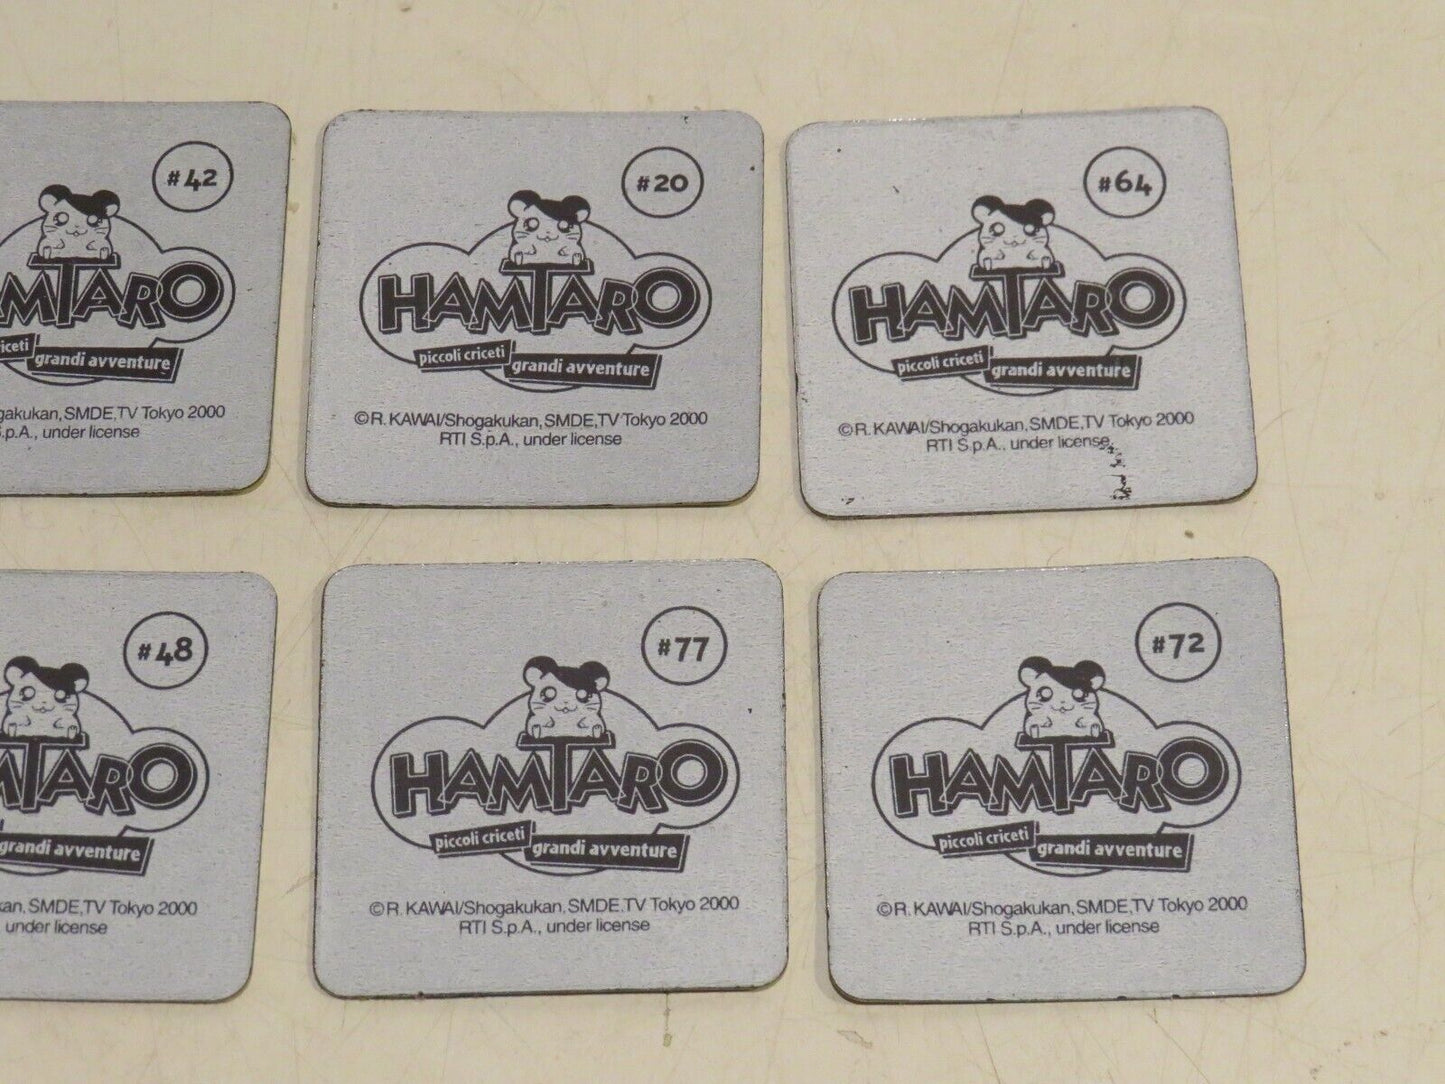 #42
TARO
grandi avventure
SMDE,TV Tokyo 2000
under license
#20
HAMTARO
piccoli criceti
grandi avventure
©R. KAWAI/Shogakukan, SMDE,TV Tokyo 2000
RTI S.p.A., under license
#64
HAMTARO
piccoli criceti
grandi avventure
©R. KAWAI/Shogakukan, SMDE,TV Tokyo 2000
RTI S.p.A., under license
#48
TARO
grandi avventure
SMDE,TV Tokyo 2000
under license
#77
HAMTARO
piccoli criceti
grandi avventure
©R. KAWAI/Shogakukan, SMDE,TV Tokyo 2000
RTI S.p.A., under license
#72
HAMTARO
piccoli criceti
grandi avventure
©R. KAWAI/Shogakukan, SMDE,TV Tokyo 2000
RTI S.p.A., under license